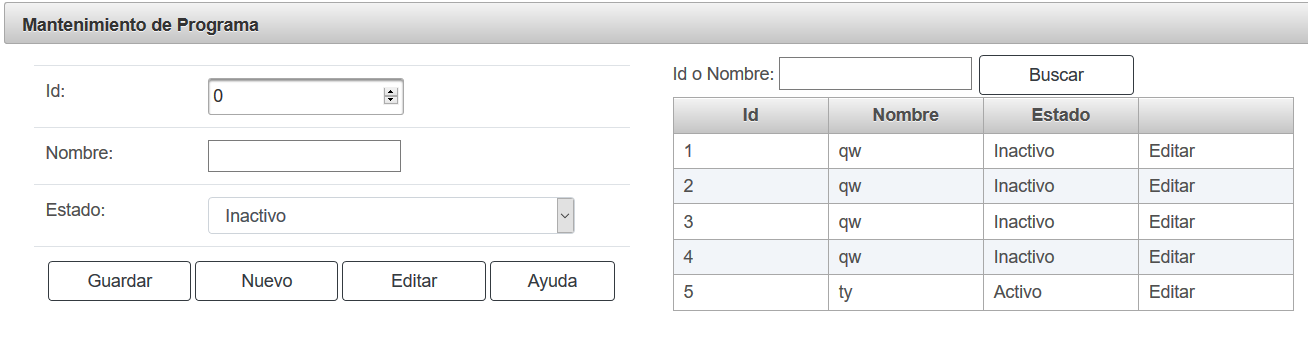 Mantenimiento de Programa
Id:
0
Nombre:
Estado:
Inactivo
Guardar Nuevo Editar Ayuda
Id o Nombre: Buscar
Id Nombre Estado
1 qw Inactivo Editar
2 qw Inactivo Editar
3 qw Inactivo Editar
4 qw Inactivo Editar
5 ty Activo Editar